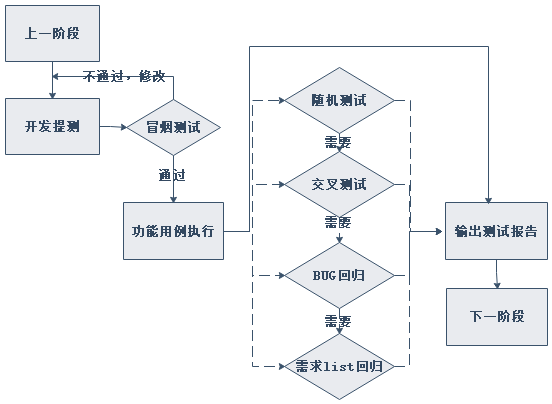 上一阶段
不通过，修改
开发提测
冒烟测试
通过
功能用例执行
随机测试
需要
交叉测试
需要
BUG回归
需要
需求list回归
输出测试报告
下一阶段